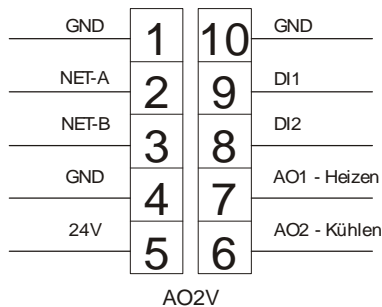 GND 1 10 GND
NET-A 2 9 DI1
NET-B 3 8 DI2
GND 4 7 AO1 - Heizen
24V 5 6 AO2 - Kühlen
AO2V